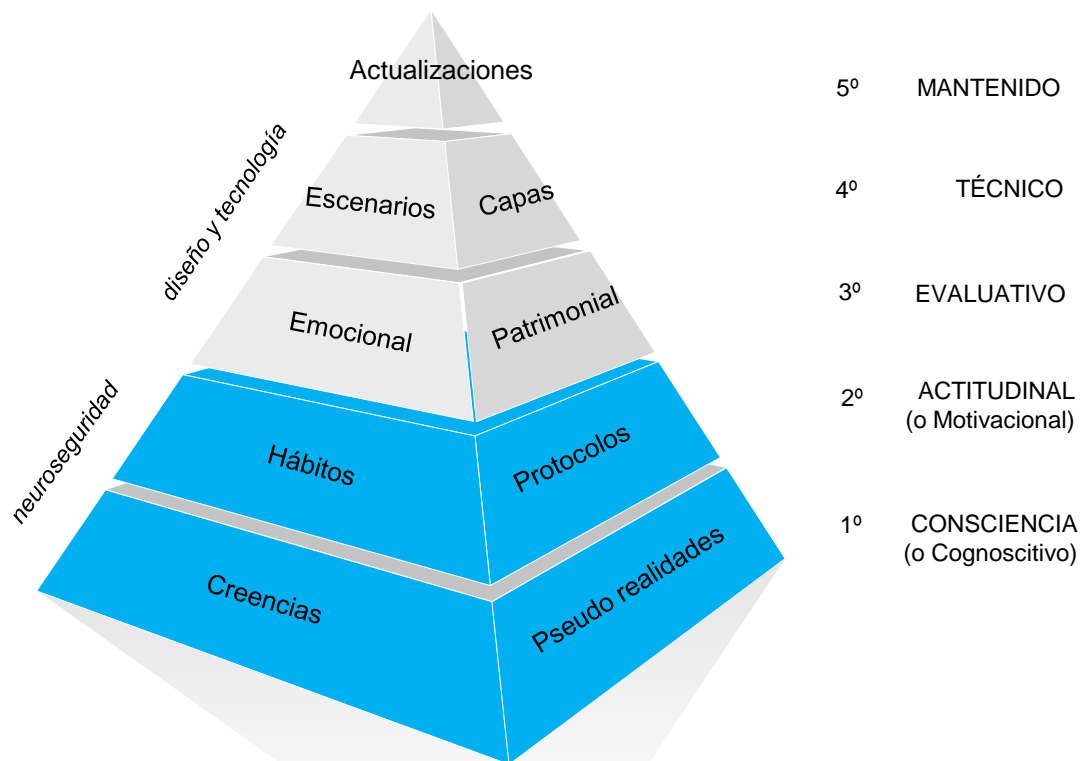 Actualizaciones
5º MANTENIDO
diseño y tecnología
Escenarios Capas
4º TÉCNICO
Emocional Patrimonial
3º EVALUATIVO
neuroseguridad
Hábitos Protocolos
2º ACTITUDINAL
(o Motivacional)
Creencias Pseudo realidades
1º CONSCIENCIA
(o Cognoscitivo)